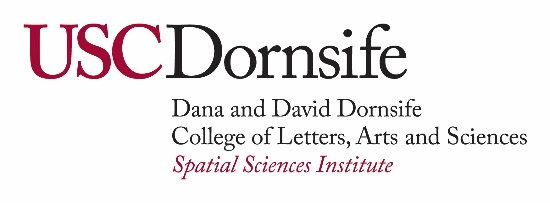 USCDornsife
Dana and David Dornsife
College of Letters, Arts and Sciences
Spatial Sciences Institute